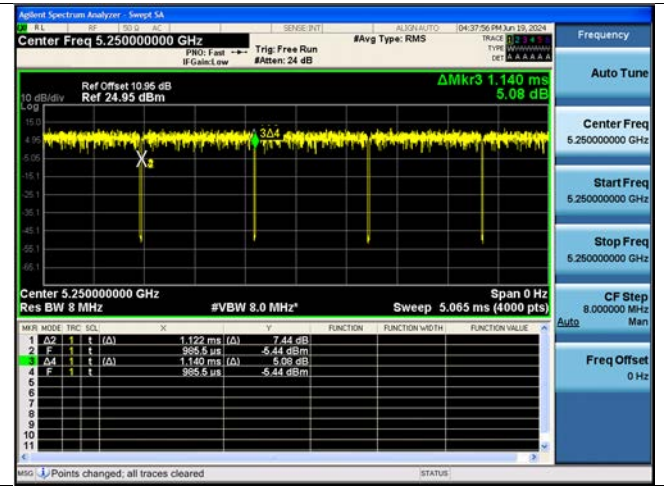 Agilent Spectrum Analyzer - Swept SA
RL RF 50 Ω AC SENSE:INT ALIGN AUTO 04:37:56 PM Jun 19, 2024
Center Freq 5.250000000 GHz #Avg Type: RMS TRACE 1 2 3 4 5 6
PNO: Fast Trig: Free Run TYPE
IFGain:Low #Atten: 24 dB DET A A A A A A
Frequency
Auto Tune
ΔMkr3 1.140 ms
5.08 dB
Ref Offset 10.95 dB
10 dB/div Ref 24.95 dBm
Log
15.0
4.95
-5.05
-15.1
-25.1
-35.1
-45.1
-55.1
-65.1
3Δ4
X2
Center 5.250000000 GHz Span 0 Hz
Res BW 8 MHz #VBW 8.0 MHz* Sweep 5.065 ms (4000 pts)
MKR MODE TRC SCL X Y FUNCTION FUNCTION WIDTH FUNCTION VALUE
1 Δ2 1 t (Δ) 1.122 ms (Δ) 7.44 dB
2 F 1 t 985.5 µs -5.44 dBm
3 Δ4 1 t (Δ) 1.140 ms (Δ) 5.08 dB
4 F 1 t 985.5 µs -5.44 dBm
5
6
7
8
9
10
11
Center Freq
5.250000000 GHz
Start Freq
5.250000000 GHz
Stop Freq
5.250000000 GHz
CF Step
8.000000 MHz
Auto Man
Freq Offset
0 Hz
MSG Points changed; all traces cleared STATUS